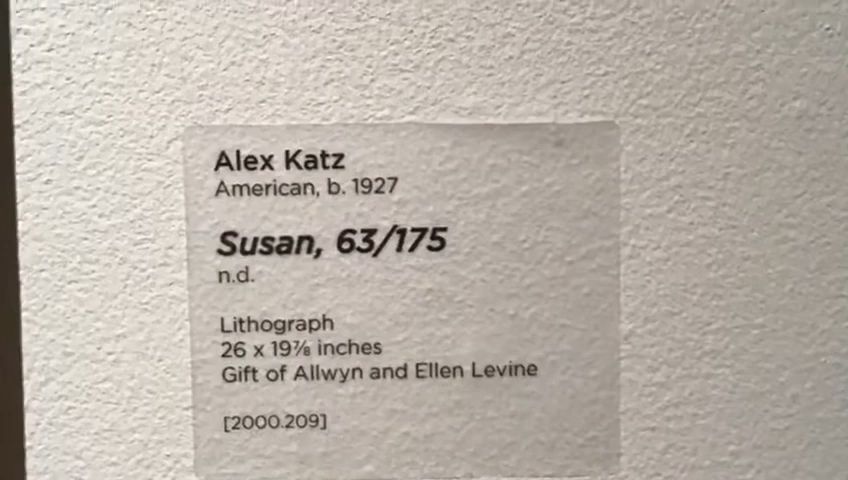 Alex Katz
American, b. 1927
Susan, 63/175
n.d.
Lithograph
26 x 19⅞ inches
Gift of Allwyn and Ellen Levine
[2000.209]